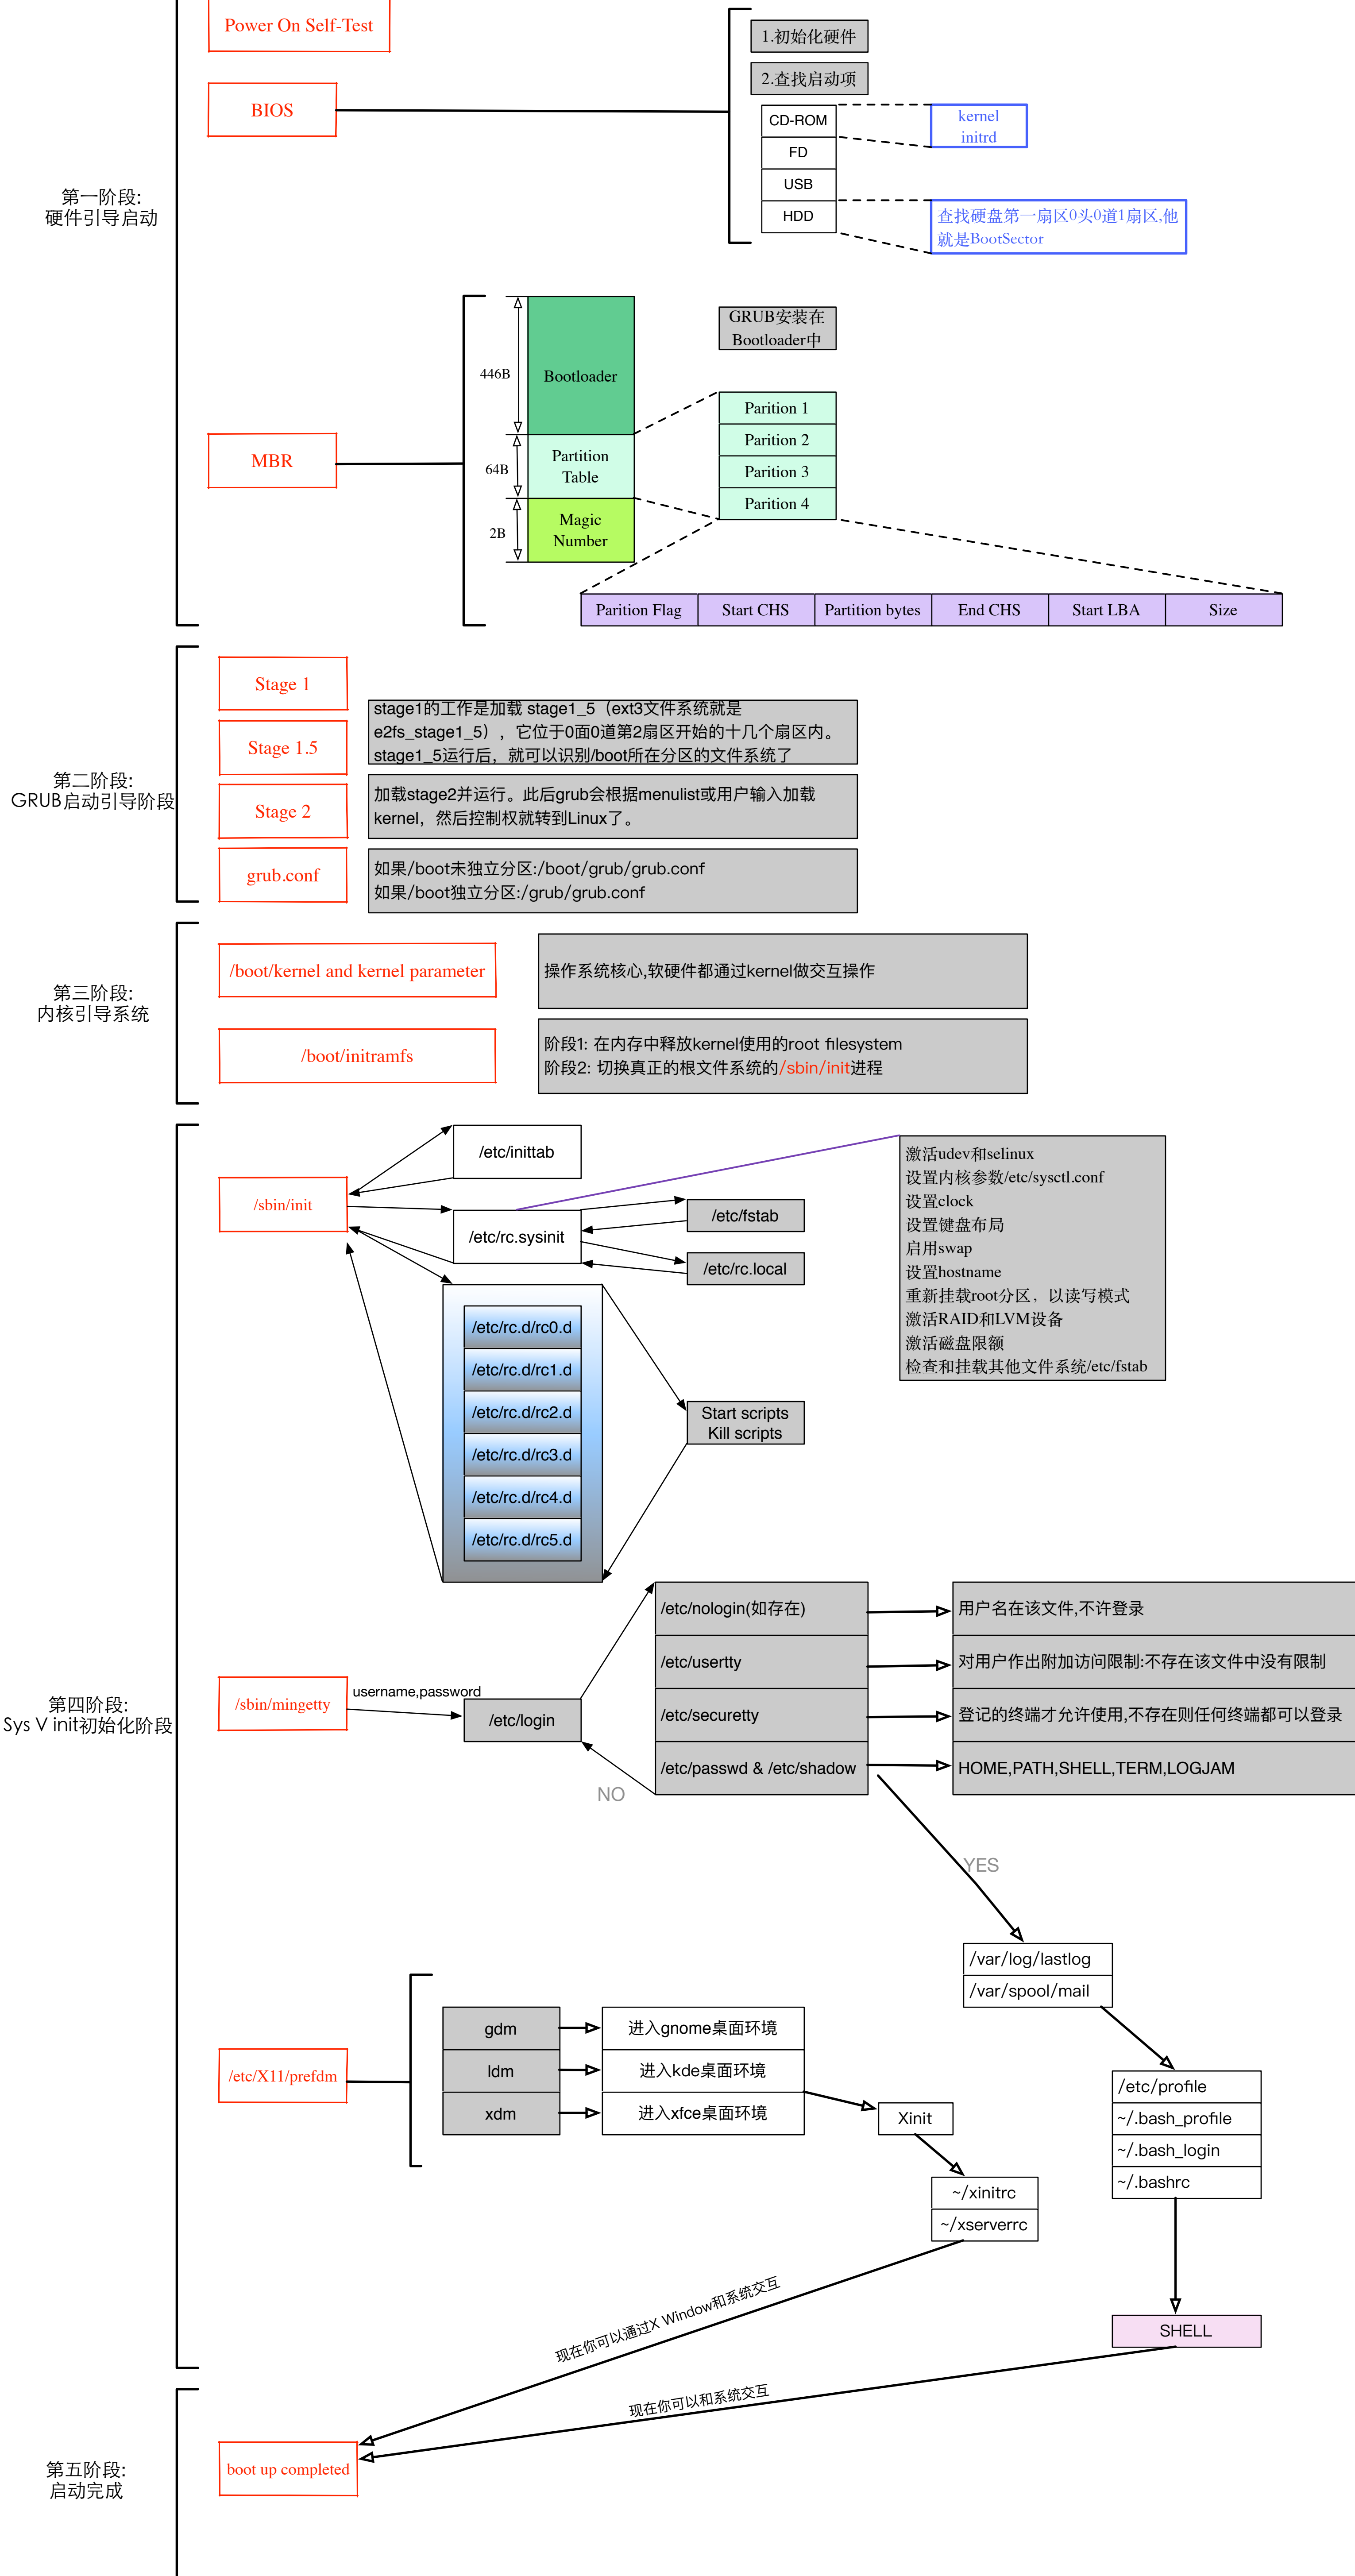 Power On Self-Test
1.初始化硬件
2.查找启动项
BIOS
CD-ROM
FD
USB
HDD
kernel
initrd
查找硬盘第一扇区0头0道1扇区,他
就是BootSector
第一阶段:
硬件引导启动
MBR
446B
64B
2B
Bootloader
Partition
Table
Magic
Number
GRUB安装在
Bootloader中
Parition 1
Partition 2
Partition 3
Partition 4
Parition Flag
Start CHS
Partition bytes
End CHS
Start LBA
Size
第二阶段:
GRUB启动引导阶段
Stage 1
Stage 1.5
stage1的工作是加载 stage1_5（ext3文件系统就是
e2fs_stage1_5），它位于0面0道第2扇区开始的十几个扇区内。
stage1_5运行后，就可以识别/boot所在分区的文件系统了
Stage 2
加载stage2并运行。此后grub会根据menulist或用户输入加载
kernel，然后控制权就转到Linux了。
grub.conf
如果/boot未独立分区:/boot/grub/grub.conf
如果/boot独立分区:/grub/grub.conf
第三阶段:
内核引导系统
/boot/kernel and kernel parameter
操作系统核心,软硬件都通过kernel做交互操作
/boot/initramfs
阶段1: 在内存中释放kernel使用的root filesystem
阶段2: 切换真正的根文件系统的/sbin/init进程
第四阶段:
Sys V init初始化阶段
/sbin/init
/etc/inittab
/etc/rc.sysinit
/etc/fstab
/etc/rc.local
激活udev和selinux
设置内核参数/etc/sysctl.conf
设置clock
设置键盘布局
启用swap
设置hostname
重新挂载root分区，以读写模式
激活RAID和LVM设备
激活磁盘限额
检查和挂载其他文件系统/etc/fstab
/etc/rc.d/rc0.d
/etc/rc.d/rc1.d
/etc/rc.d/rc2.d
/etc/rc.d/rc3.d
/etc/rc.d/rc4.d
/etc/rc.d/rc5.d
Start scripts
Kill scripts
/sbin/mingetty
username,password
/etc/login
/etc/nologin(如存在)
用户名在该文件,不许登录
/etc/usertty
对用户作出附加访问限制:不存在该文件中没有限制
/etc/securetty
登记的终端才允许使用,不存在则任何终端都可以登录
/etc/passwd & /etc/shadow
HOME,PATH,SHELL,TERM,LOGJAM
NO
YES
/var/log/lastlog
/var/spool/mail
/etc/X11/prefdm
gdm
进入gnome桌面环境
ldm
进入kde桌面环境
xdm
进入xfce桌面环境
Xinit
~/xinitrc
~/xserverrc
/etc/profile
~/.bash_profile
~/.bash_login
~/.bashrc
SHELL
现在你可以通过X Window和系统交互
现在你可以和系统交互
第五阶段:
启动完成
boot up completed